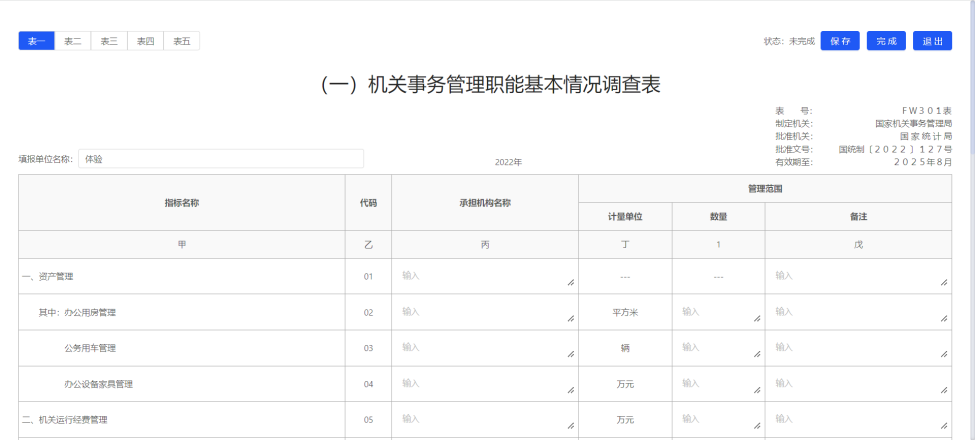 表一 表二 表三 表四 表五 状态：未完成 保存 完成 退出
（一）机关事务管理职能基本情况调查表
表 号： FW301表
制定机关： 国家机关事务管理局
批准机关： 国家统计局
批准文号： 国统制〔2022〕127号
有效期至： 2025年8月
填报单位名称： 体验 2022年
指标名称 代码 承担机构名称 管理范围
计量单位 数量 备注
甲 乙 丙 丁 1 戊
一、资产管理 01 输入 --- --- 输入
其中：办公用房管理 02 输入 平方米 输入 输入
公务用车管理 03 输入 辆 输入 输入
办公设备家具管理 04 输入 万元 输入 输入
二、机关运行经费管理 05 输入 万元 输入 输入